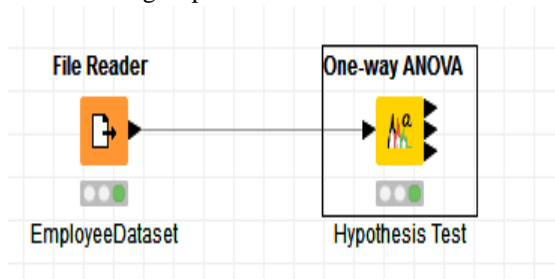 File Reader
One-way ANOVA
a
EmployeeDataset
Hypothesis Test